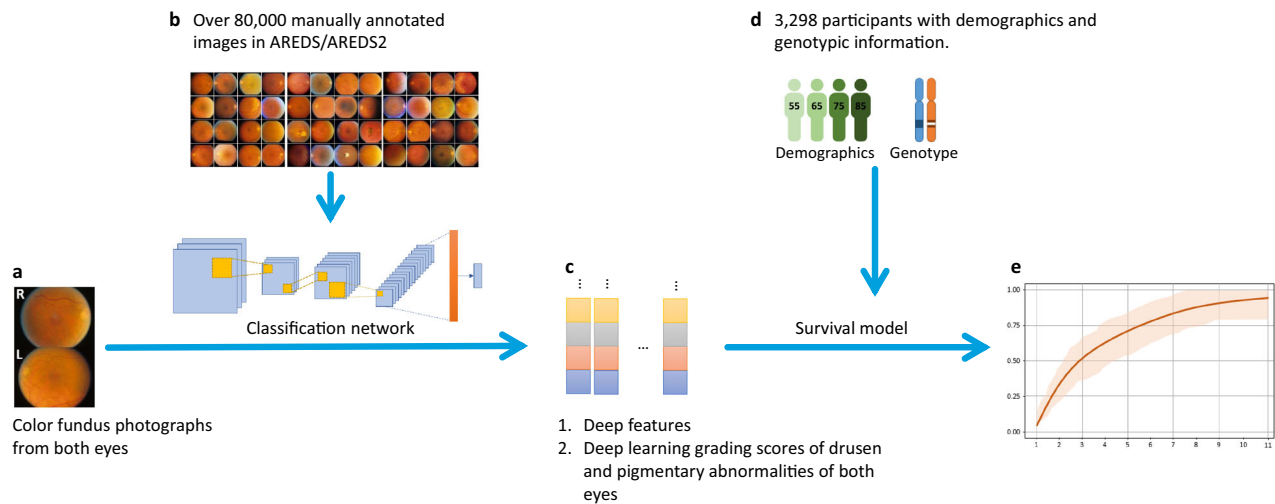 b Over 80,000 manually annotated
images in AREDS/AREDS2
d 3,298 participants with demographics and
genotypic information.
55 65 75 85
Demographics Genotype
a
R
L
Color fundus photographs
from both eyes
Classification network
c
... ... ...
...
1. Deep features
2. Deep learning grading scores of drusen
and pigmentary abnormalities of both
eyes
Survival model
e
1.00
0.75
0.50
0.25
0.00
1 2 3 4 5 6 7 8 9 10 11